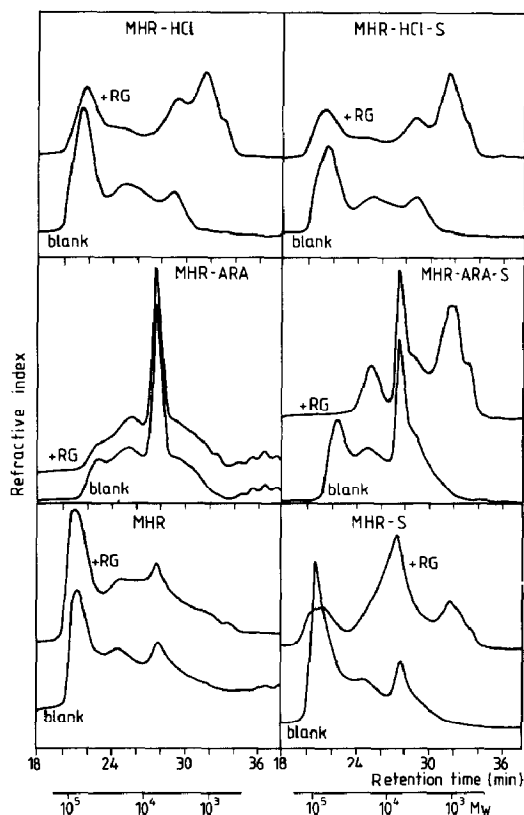 MHR-HCl
MHR-HCl-S
+RG
+RG
blank
blank
MHR-ARA
MHR-ARA-S
+RG
+RG
blank
blank
MHR
MHR-S
+RG
+RG
blank
blank
Refractive index
18 24 30 36 24 30 36
Retention time (min)
10⁵ 10⁴ 10³ 10⁵ 10⁴ 10³ Mw